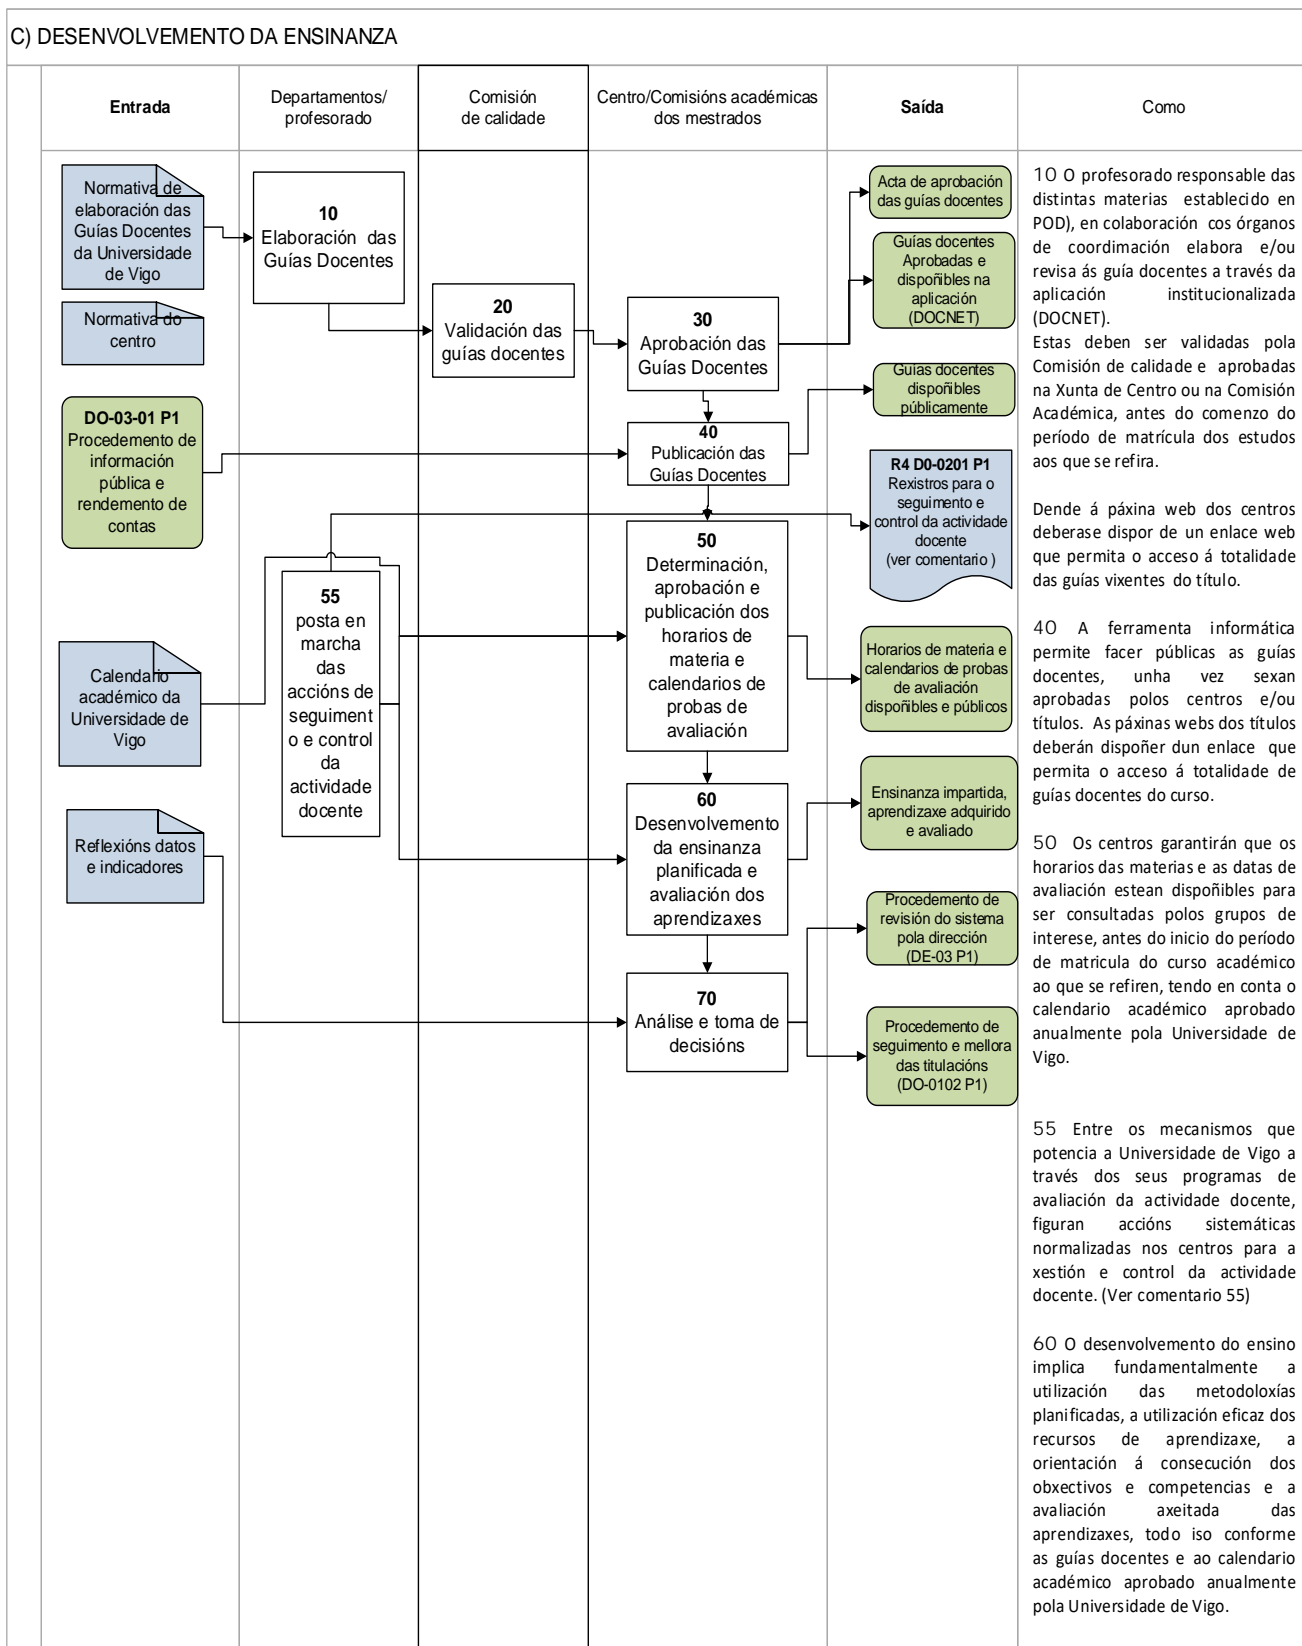 C) DESENVOLVEMENTO DA ENSINANZA
Entrada
Departamentos/
profesorado
Comisión
de calidade
Centro/Comisións académicas
dos mestrados
Saída
Como
Normativa de
elaboración das
Guías Docentes
da Universidade
de Vigo
Normativa do
centro
DO-03-01 P1
Procedemento de
información
pública e
rendemento de
contas
Calendario
académico da
Universidade de
Vigo
Reflexións datos
e indicadores
10
Elaboración das
Guías Docentes
55
posta en
marcha
das
accións de
seguiment
o e control
da
actividade
docente
20
Validación das
guías docentes
30
Aprobación das
Guías Docentes
40
Publicación das
Guías Docentes
50
Determinación,
aprobación e
publicación dos
horarios de
materia e
calendarios de
probas de
avaliación
60
Desenvolvemento
da ensinanza
planificada e
avaliación dos
aprendizaxes
70
Análise e toma de
decisións
Acta de aprobación
das guías docentes
Guías docentes
Aprobadas e
dispoñibles na
aplicación
(DOCNET)
Guías docentes
dispoñibles
públicamente
R4 D0-0201 P1
Rexistros para o
seguimento e
control da actividade
docente
(ver comentario )
Horarios de materia e
calendarios de probas
de avaliación
dispoñibles e públicos
Ensinanza impartida,
aprendizaxe adquirido
e avaliado
Procedemento de
revisión do sistema
pola dirección
(DE-03 P1)
Procedemento de
seguimento e mellora
das titulacións
(DO-0102 P1)
10 O profesorado responsable das
distintas materias establecido en
POD), en colaboración cos órganos
de coordimación elabora e/ou
revisa ás guía docentes a través da
aplicación institucionalizada
(DOCNET).
Estas deben ser validadas pola
Comisión de calidade e aprobadas
na Xunta de Centro ou na Comisión
Académica, antes do comenzo do
período de matrícula dos estudos
aos que se refira.
Dende á páxina web dos centros
deberase dispor de un enlace web
que permita o acceso á totalidade
das guías vixentes do título.
40 A ferramenta informática
permite facer públicas as guías
docentes, unha vez sexan
aprobadas polos centros e/ou
títulos. As páxinas webs dos títulos
deberán dispoñer dun enlace que
permita o acceso á totalidade de
guías docentes do curso.
50 Os centros garantirán que os
horarios das materias e as datas de
avaliación estean dispoñibles para
ser consultadas polos grupos de
interese, antes do inicio do período
de matricula do curso académico
ao que se refiren, tendo en conta o
calendario académico aprobado
anualmente pola Universidade de
Vigo.
55 Entre os mecanismos que
potencia a Universidade de Vigo a
través dos seus programas de
avaliación da actividade docente,
figuran accións sistemáticas
normalizadas nos centros para a
xestión e control da actividade
docente. (Ver comentario 55)
60 O desenvolvemento do ensino
implica fundamentalmente a
utilización das metodoloxías
planificadas, a utilización eficaz dos
recursos de aprendizaxe, a
orientación á consecución dos
obxectivos e competencias e a
avaliación axeitada das
aprendizaxes, todo iso conforme
as guías docentes e ao calendario
académico aprobado anualmente
pola Universidade de Vigo.